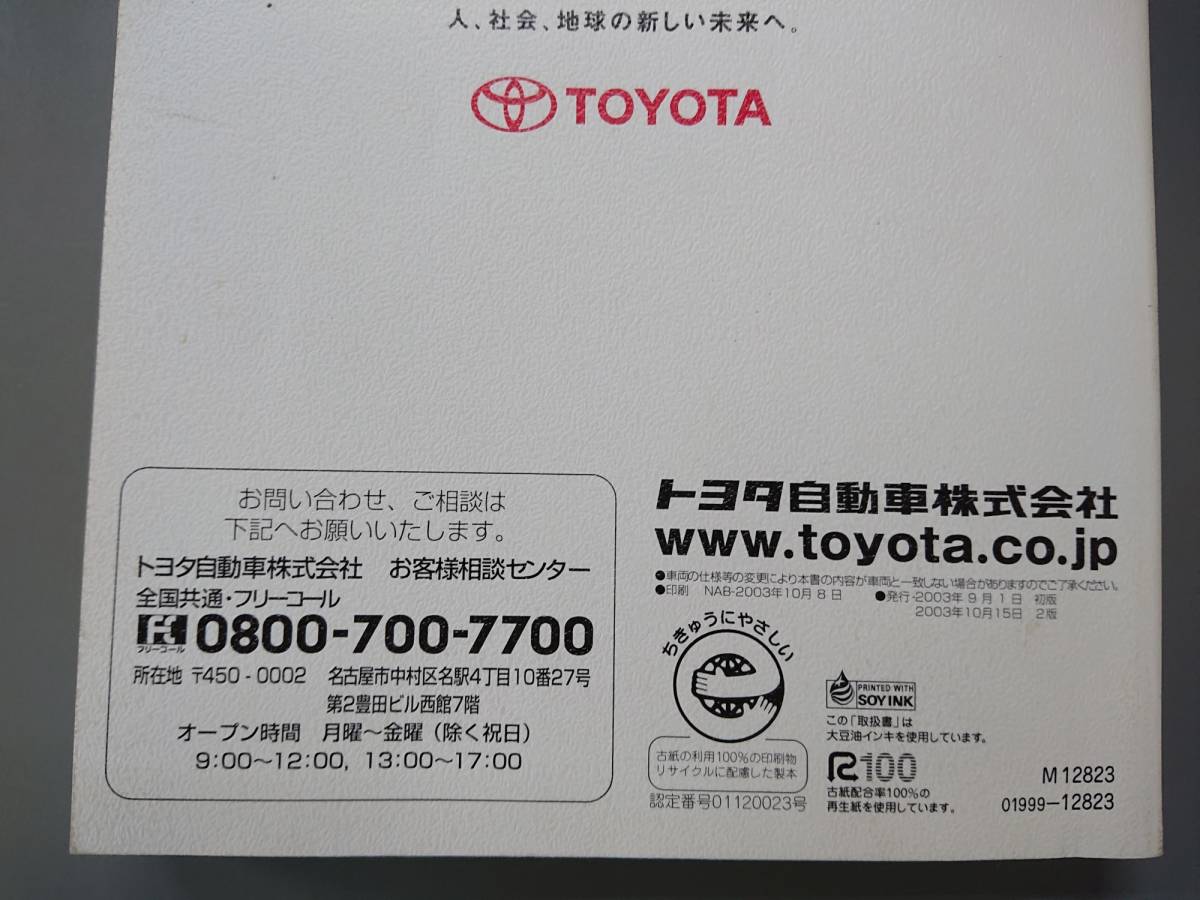 人、社会、地球の新しい未来へ。
TOYOTA
お問い合わせ、ご相談は
下記へお願いいたします。
トヨタ自動車株式会社 お客様相談センター
全国共通・フリーコール
フリーコール 0800-700-7700
所在地 〒450-0002 名古屋市中村区名駅4丁目10番27号
第2豊田ビル西館7階
オープン時間 月曜〜金曜(除く祝日)
9:00〜12:00, 13:00〜17:00
トヨタ自動車株式会社
www.toyota.co.jp
●車両の仕様等の変更により本書の内容が車両と一致しない場合がありますのでご了承ください。
●印刷 NAB-2003年10月8日 ●発行-2003年9月1日 初版
2003年10月15日 2版
ちきゅうにやさしい
古紙の利用100%の印刷物
リサイクルに配慮した製本
認定番号01120023号
PRINTED WITH
SOY INK
この「取扱書」は
大豆油インキを使用しています。
R100
古紙配合率100%の
再生紙を使用しています。
M 12823
01999-12823